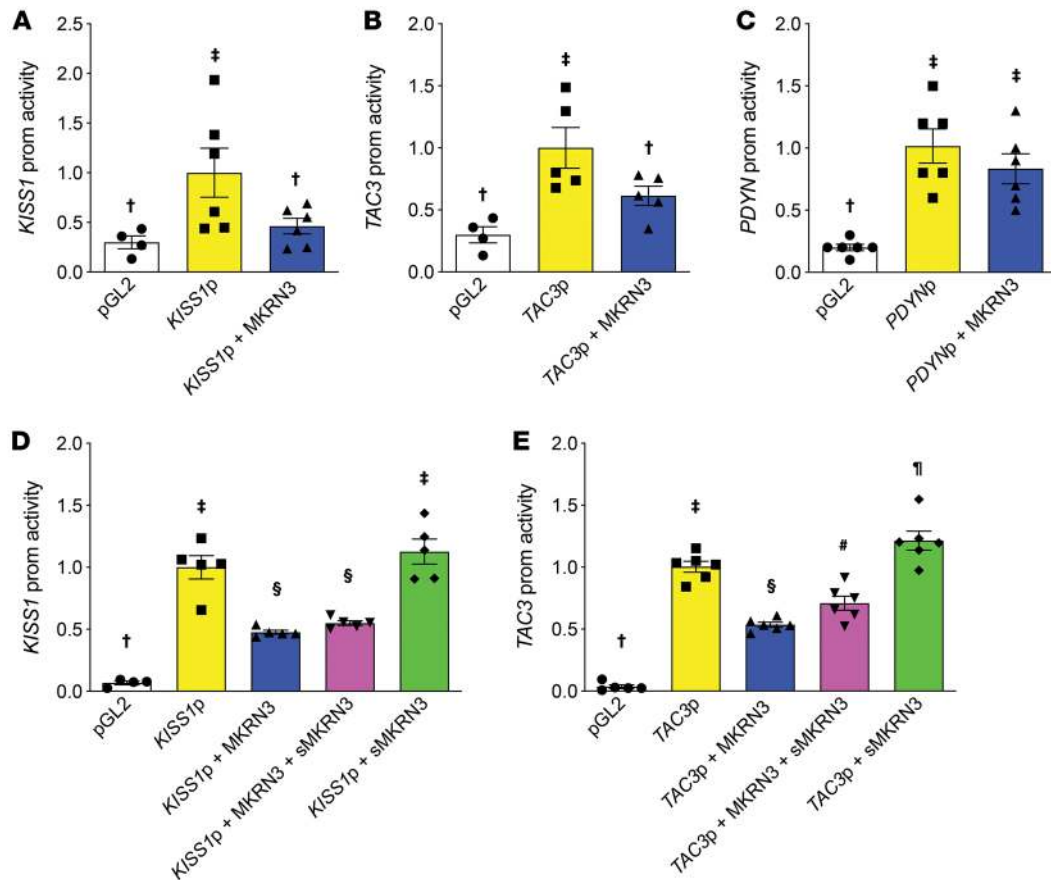 A
KISS1 prom activity
2.5
2.0
1.5
1.0
0.5
0.0
†
‡
†
pGL2
KISS1p
KISS1p + MKRN3
B
TAC3 prom activity
2.0
1.5
1.0
0.5
0.0
†
‡
†
pGL2
TAC3p
TAC3p + MKRN3
C
PDYN prom activity
2.0
1.5
1.0
0.5
0.0
†
‡
‡
pGL2
PDYNp
PDYNp + MKRN3
D
KISS1 prom activity
2.0
1.5
1.0
0.5
0.0
†
‡
§
§
‡
pGL2
KISS1p
KISS1p + MKRN3
KISS1p + MKRN3 + sMKRN3
KISS1p + sMKRN3
E
TAC3 prom activity
2.0
1.5
1.0
0.5
0.0
†
‡
§
#
¶
pGL2
TAC3p
TAC3p + MKRN3
TAC3p + MKRN3 + sMKRN3
TAC3p + sMKRN3